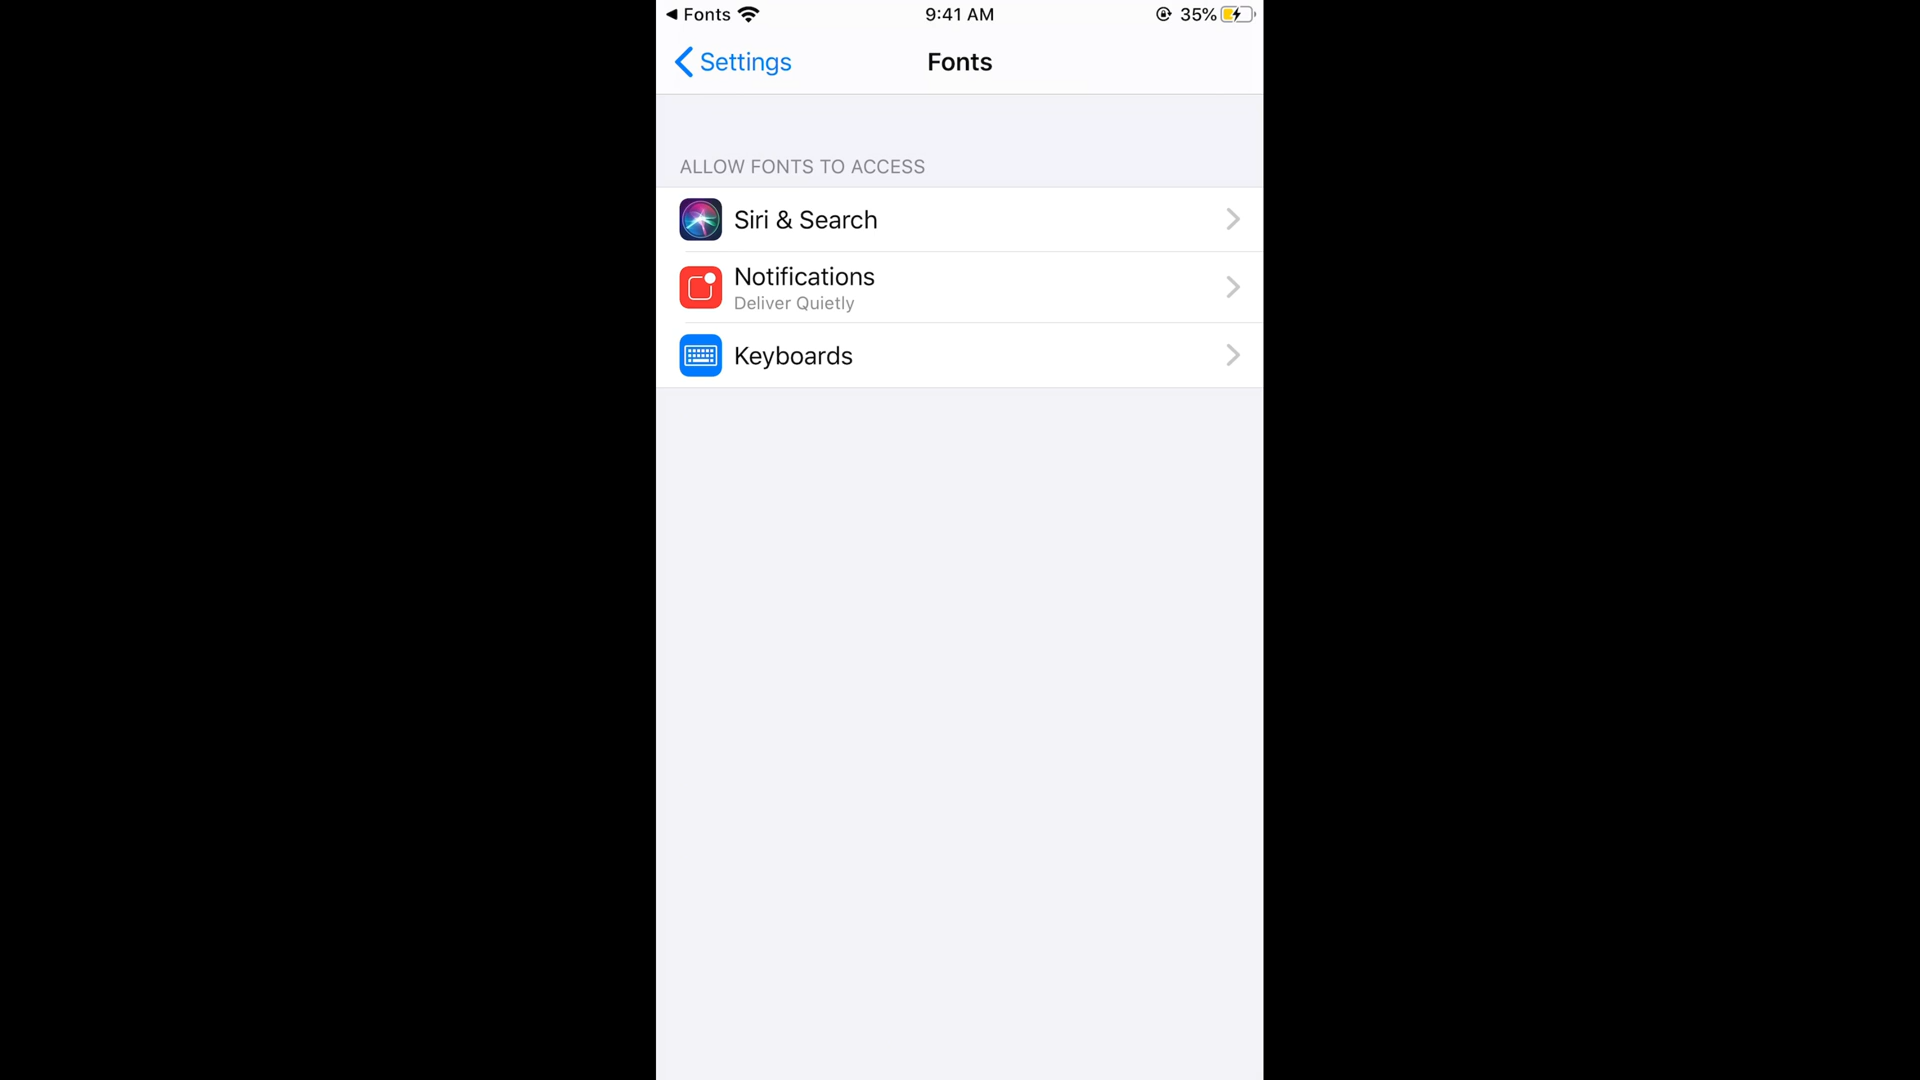 ◀ Fonts 9:41 AM 35%
Settings Fonts
ALLOW FONTS TO ACCESS
Siri & Search
Notifications
Deliver Quietly
Keyboards